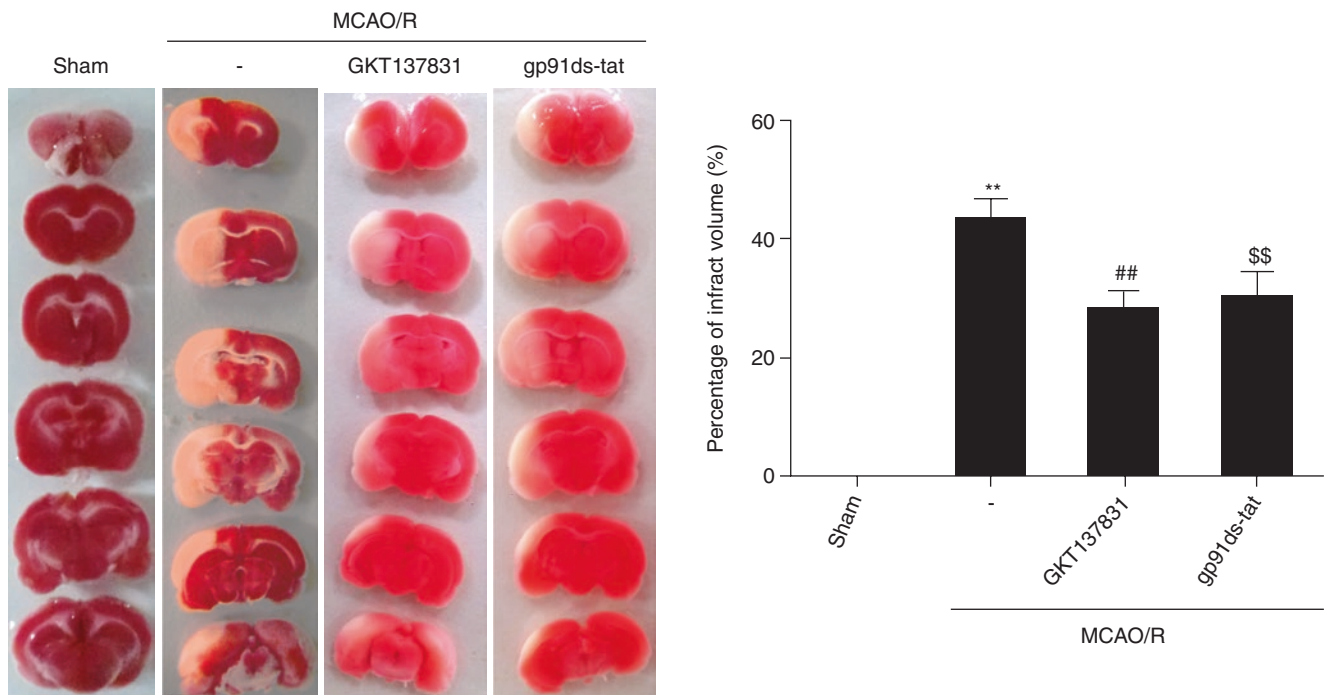 MCAO/R
Sham
-
GKT137831
gp91ds-tat
Percentage of infract volume (%)
60
40
20
0
**
##
$$
Sham
-
GKT137831
gp91ds-tat
MCAO/R